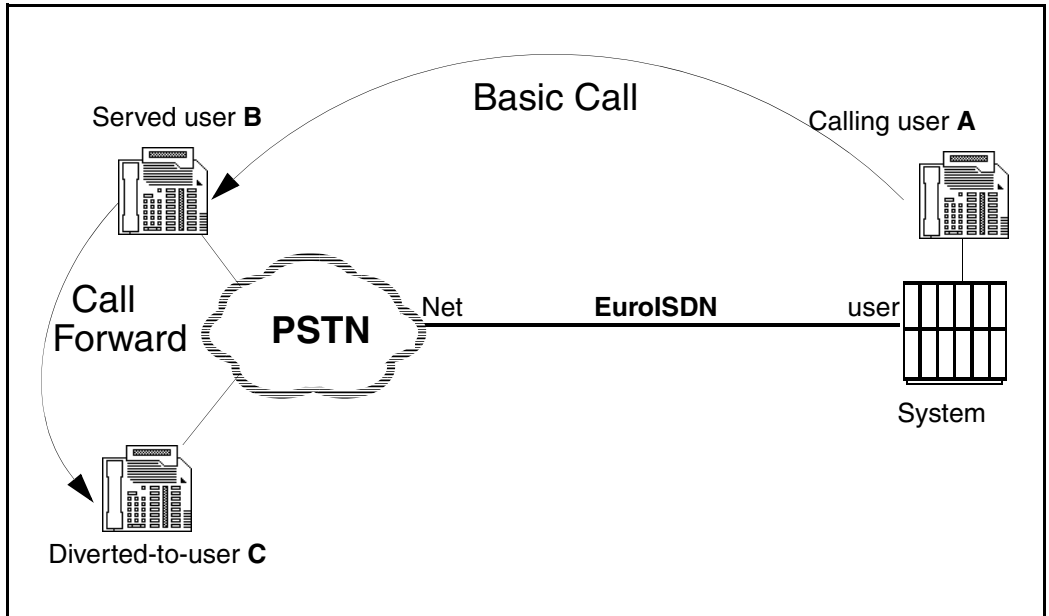 Basic Call
Served user B
Calling user A
Call
Forward
PSTN
Net
EuroISDN
user
System
Diverted-to-user C